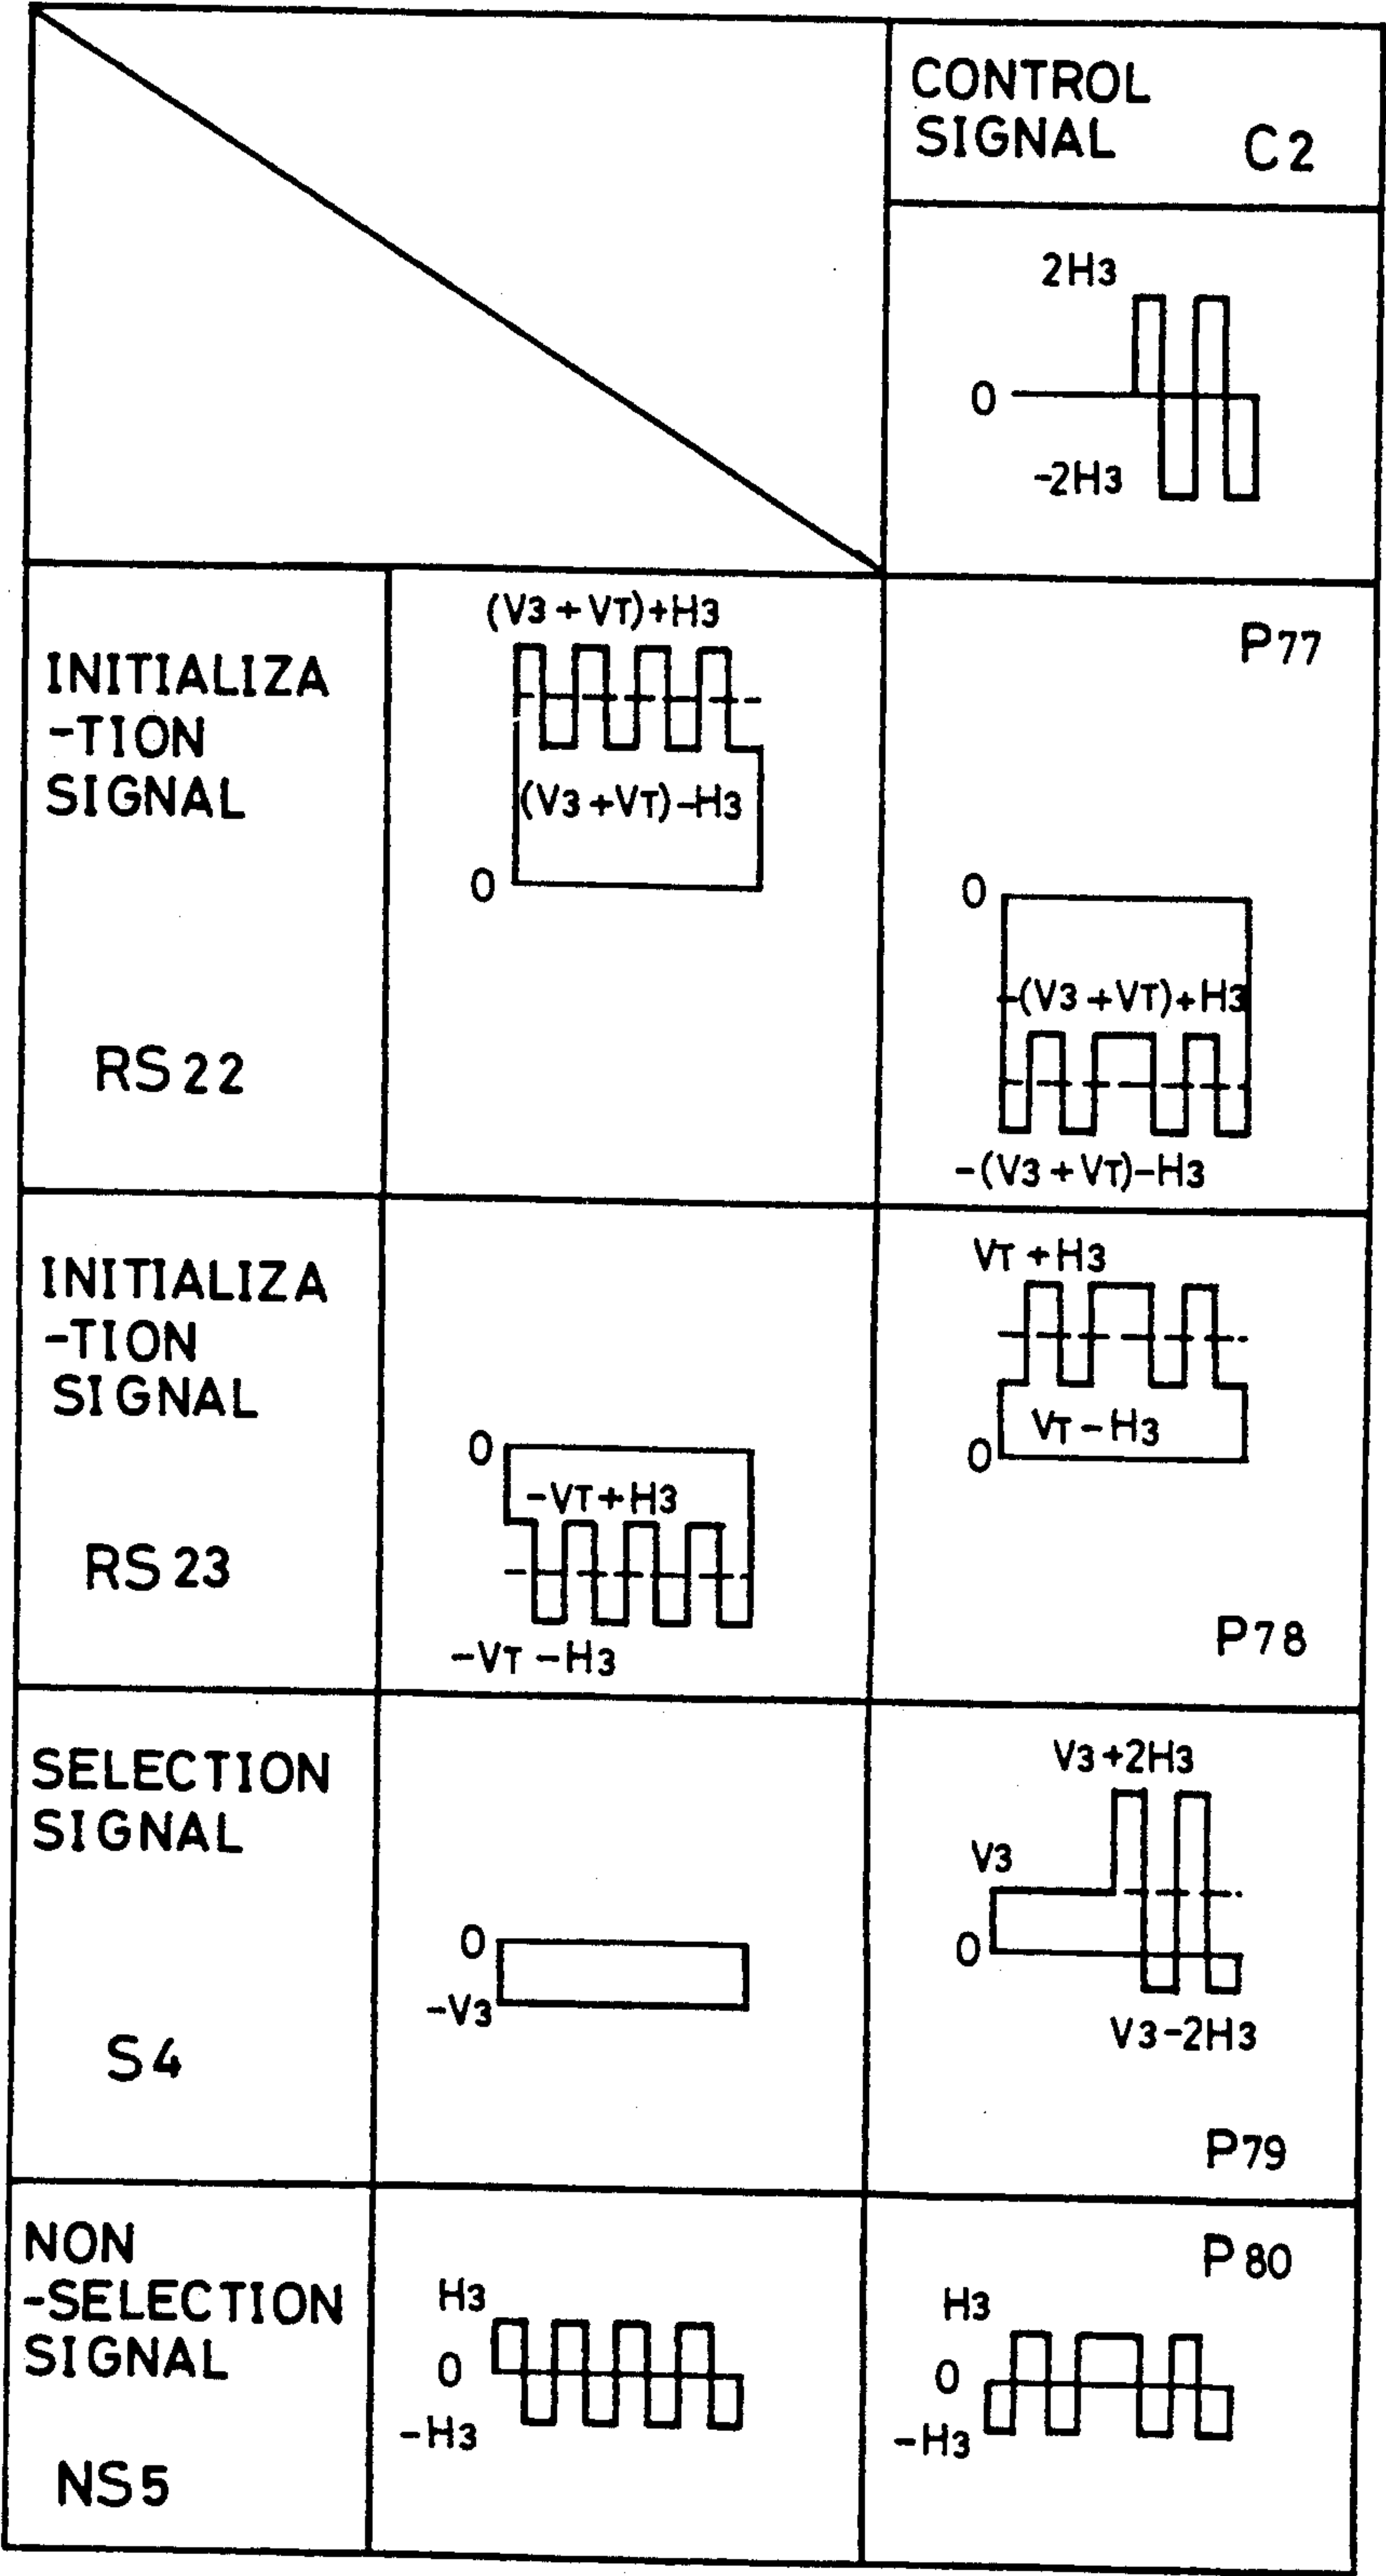 CONTROL
SIGNAL C2
2H3
0
-2H3
INITIALIZA
-TION
SIGNAL
RS22
(V3+VT)+H3
(V3+VT)-H3
0
P77
0
-(V3+VT)+H3
-(V3+VT)-H3
INITIALIZA
-TION
SIGNAL
RS23
0
-VT+H3
-VT-H3
VT+H3
VT-H3
0
P78
SELECTION
SIGNAL
S4
0
-V3
V3+2H3
V3
0
V3-2H3
P79
NON
-SELECTION
SIGNAL
NS5
H3
0
-H3
P80
H3
0
-H3